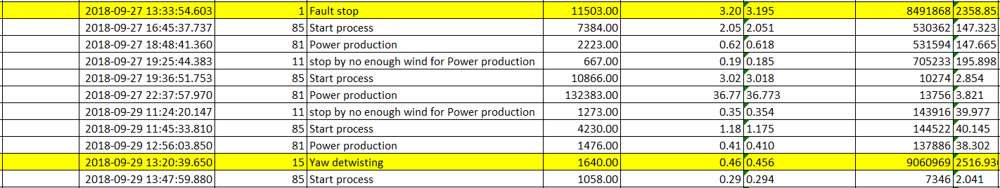 2018-09-27 13:33:54.603 1 Fault stop 11503.00 3.20 3.195 8491868 2358.85
2018-09-27 16:45:37.737 85 Start process 7384.00 2.05 2.051 530362 147.323
2018-09-27 18:48:41.360 81 Power production 2223.00 0.62 0.618 531594 147.665
2018-09-27 19:25:44.383 11 stop by no enough wind for Power production 667.00 0.19 0.185 705233 195.898
2018-09-27 19:36:51.753 85 Start process 10866.00 3.02 3.018 10274 2.854
2018-09-27 22:37:57.970 81 Power production 132383.00 36.77 36.773 13756 3.821
2018-09-29 11:24:20.147 11 stop by no enough wind for Power production 1273.00 0.35 0.354 143916 39.977
2018-09-29 11:45:33.810 85 Start process 4230.00 1.18 1.175 144522 40.145
2018-09-29 12:56:03.850 81 Power production 1476.00 0.41 0.410 137886 38.302
2018-09-29 13:20:39.650 15 Yaw detwisting 1640.00 0.46 0.456 9060969 2516.93
2018-09-29 13:47:59.880 85 Start process 1058.00 0.29 0.294 7346 2.041